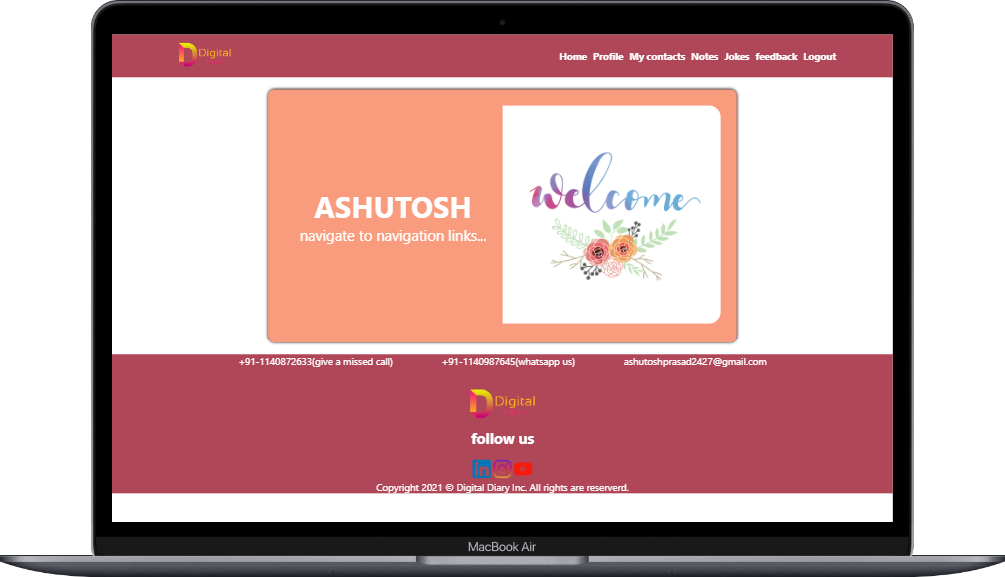 Digital
Home Profile My contacts Notes Jokes feedback Logout
ASHUTOSH
navigate to navigation links...
welcome
+91-1140872633(give a missed call) +91-1140987645(whatsapp us) ashutoshprasad2427@gmail.com
Digital
follow us
in
Copyright 2021 © Digital Diary Inc. All rights are reserverd.
MacBook Air